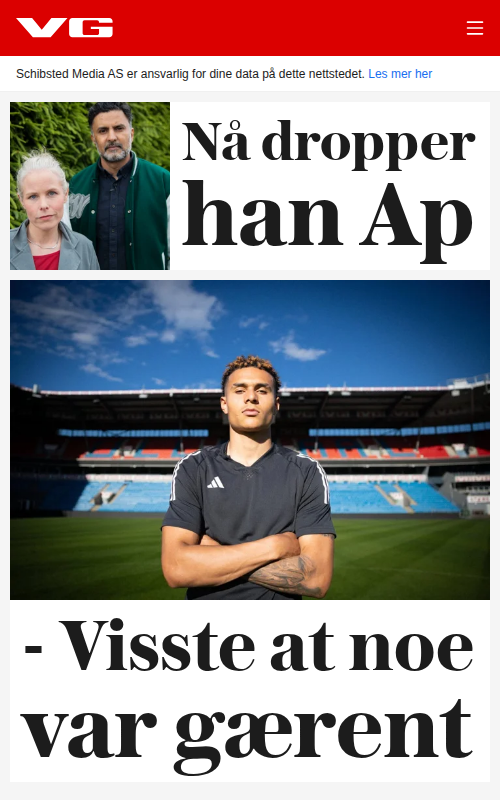 VG
Schibsted Media AS er ansvarlig for dine data på dette nettstedet. Les mer her
Nå dropper
han Ap
- Visste at noe
var gærent